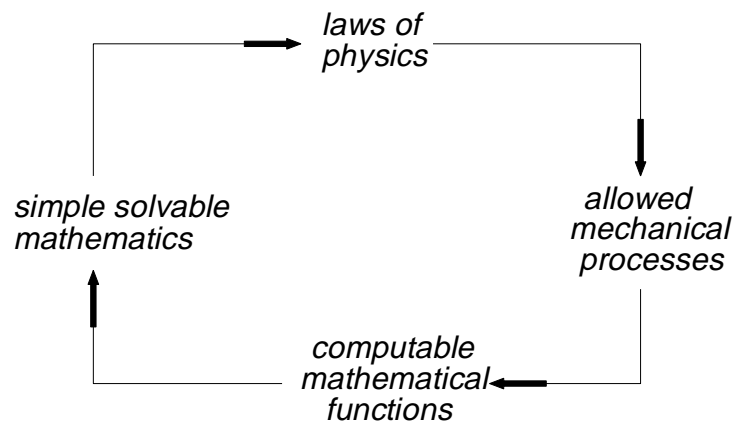 laws of
physics
allowed
mechanical
processes
computable
mathematical
functions
simple solvable
mathematics